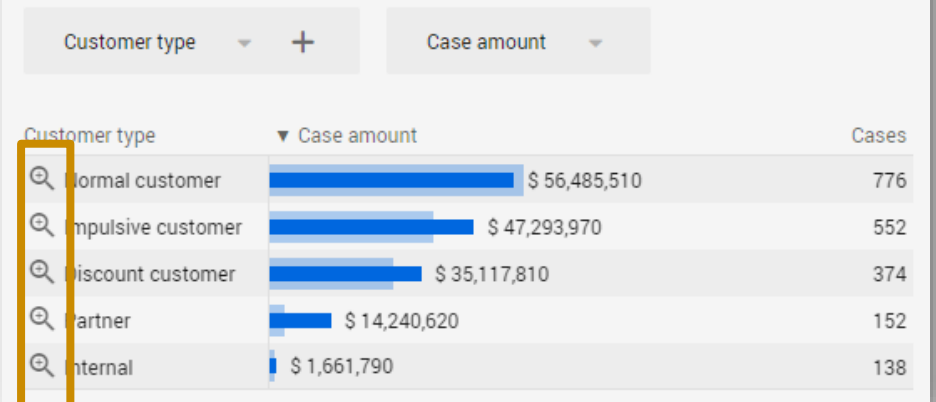 Customer type Case amount
Customer type Case amount Cases
Normal customer $ 56,485,510 776
Impulsive customer $ 47,293,970 552
Discount customer $ 35,117,810 374
Partner $ 14,240,620 152
Internal $ 1,661,790 138